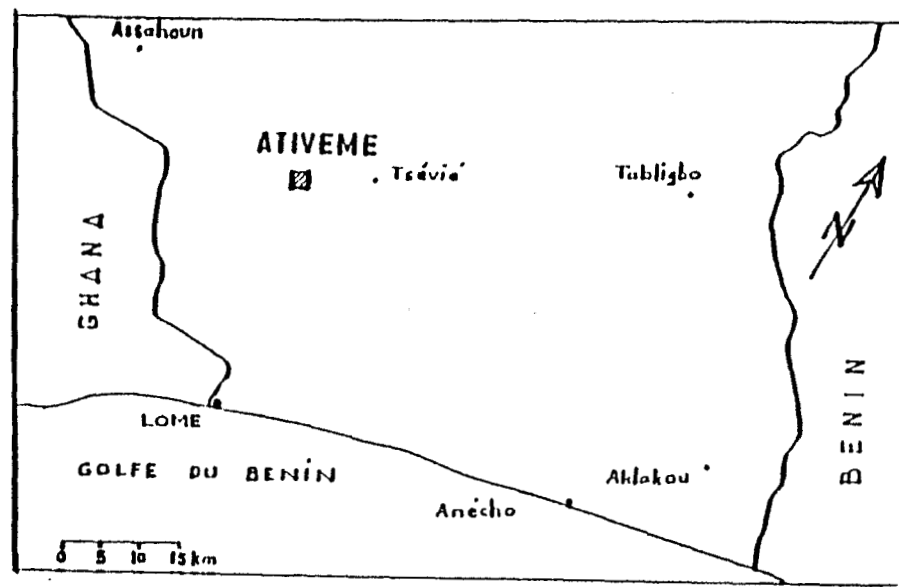 Assahoun
ATIVEME
Tsévié
Tabligbo
N
GHANA
BENIN
LOME
GOLFE DU BENIN
Anécho
Aklakou
0 5 10 15 km